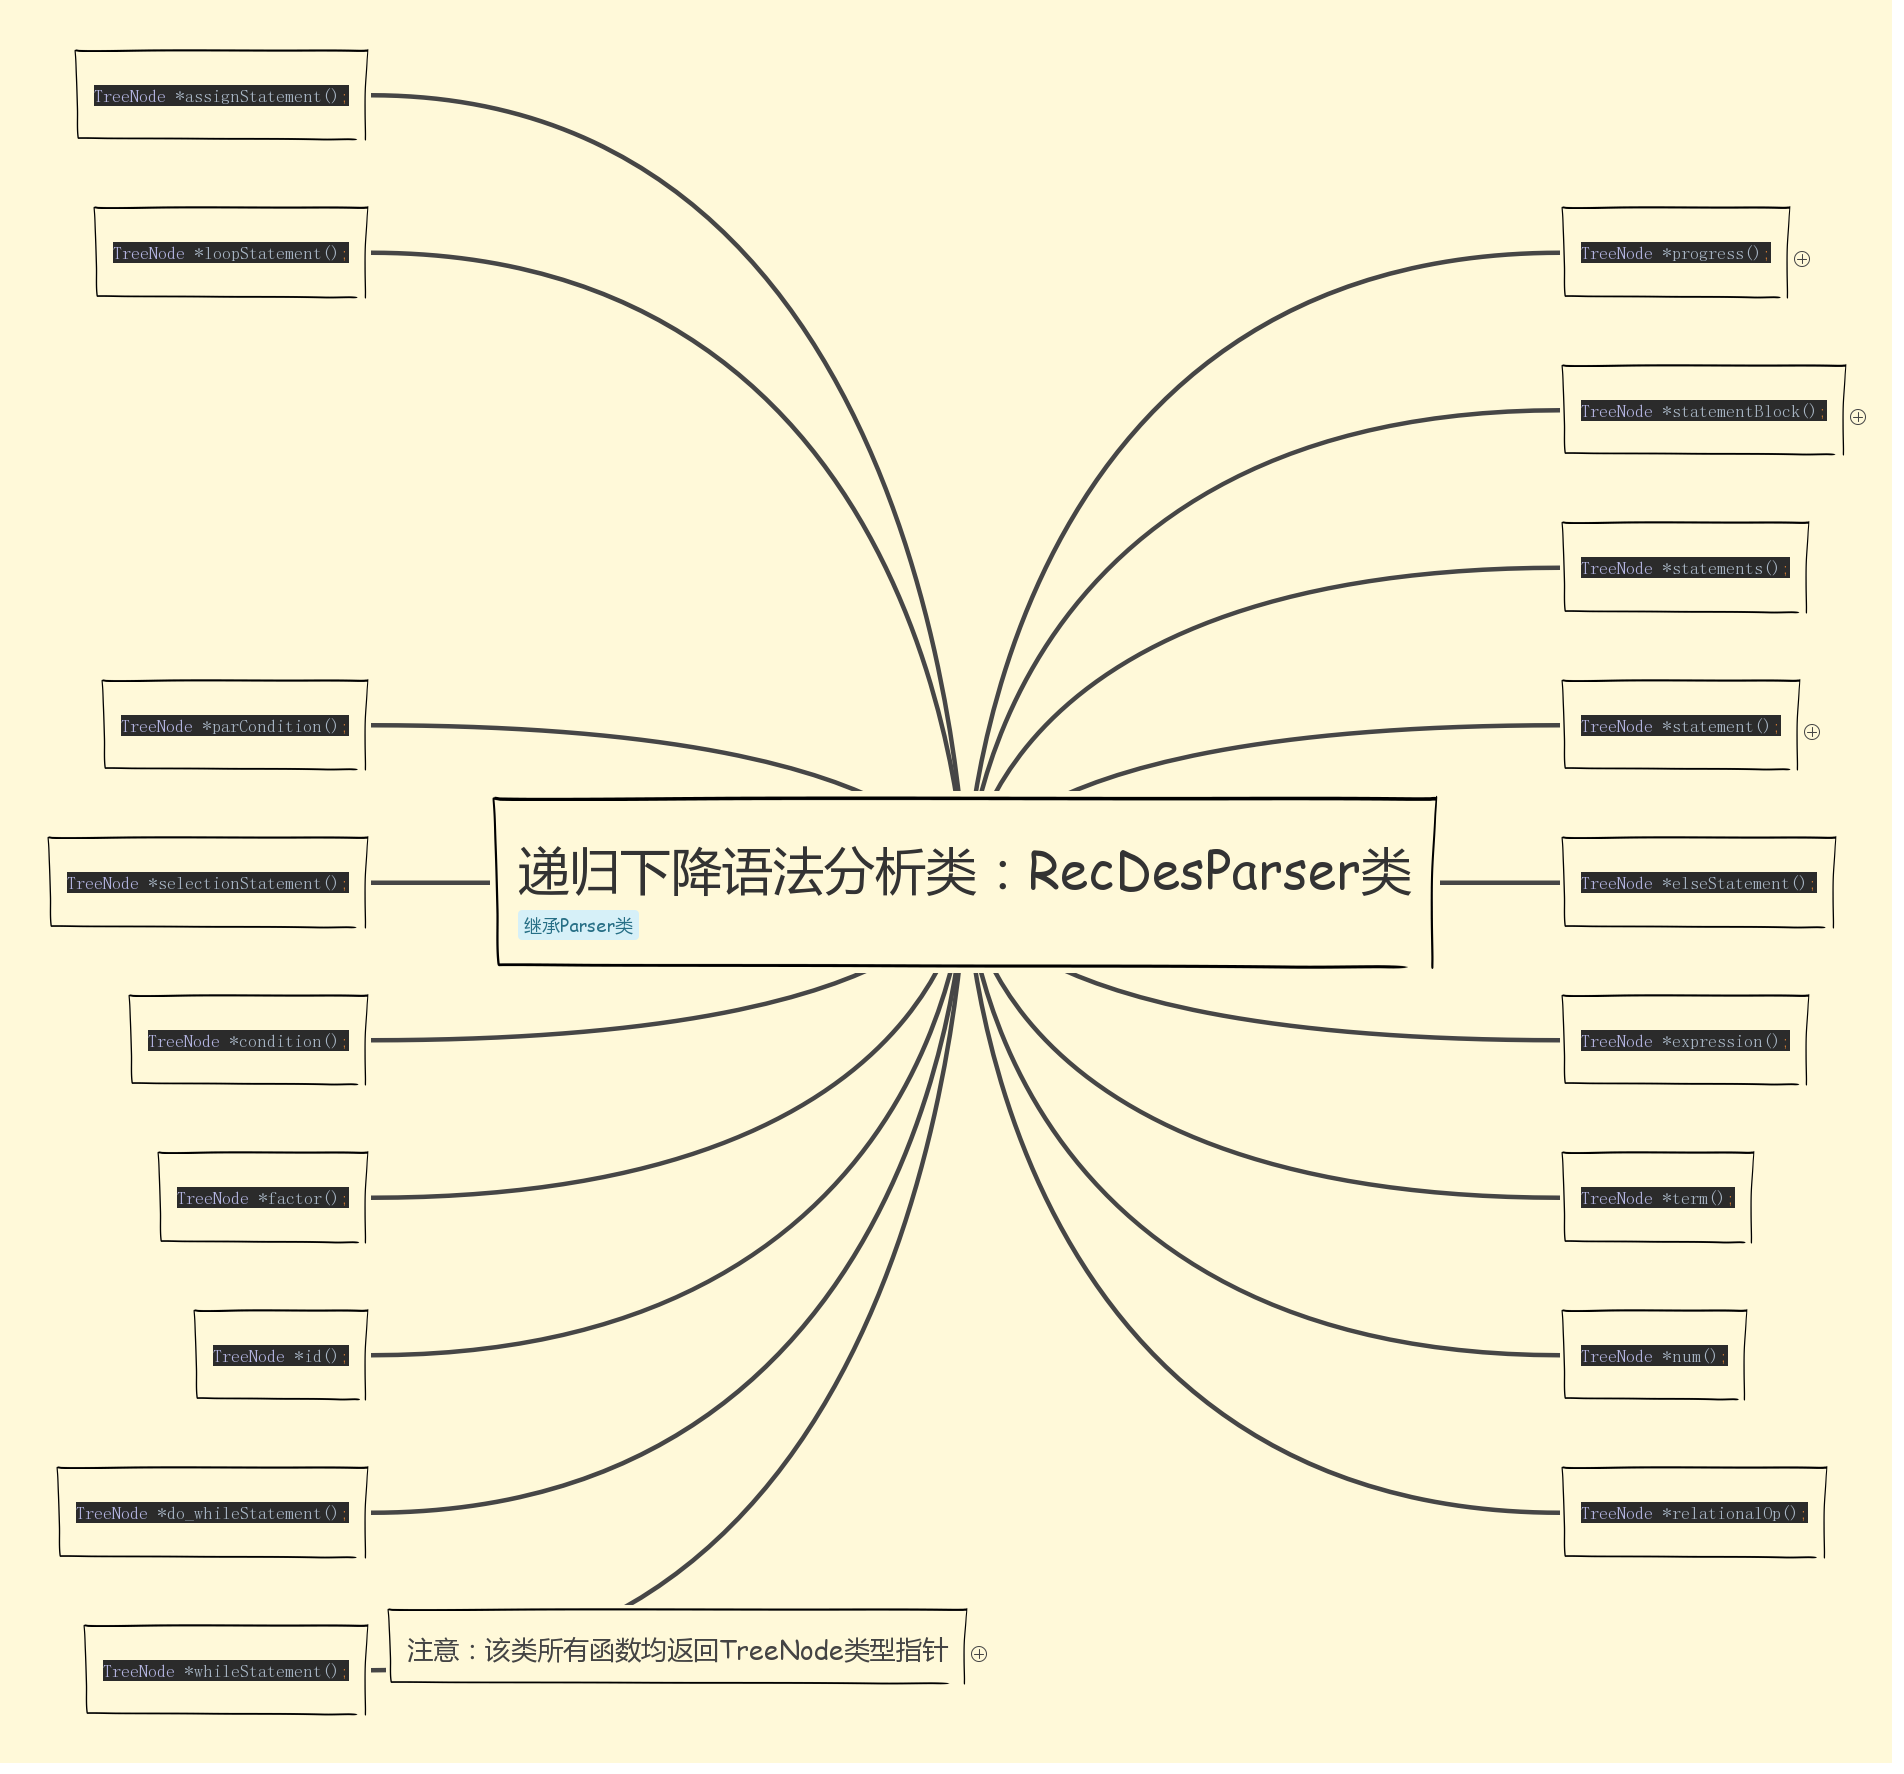 TreeNode *assignStatement();
TreeNode *loopStatement();
TreeNode *parCondition();
TreeNode *selectionStatement();
TreeNode *condition();
TreeNode *factor();
TreeNode *id();
TreeNode *do_whileStatement();
TreeNode *whileStatement();
递归下降语法分析类：RecDesParser类
继承Parser类
注意：该类所有函数均返回TreeNode类型指针
TreeNode *progress();
TreeNode *statementBlock();
TreeNode *statements();
TreeNode *statement();
TreeNode *elseStatement();
TreeNode *expression();
TreeNode *term();
TreeNode *num();
TreeNode *relationalOp();